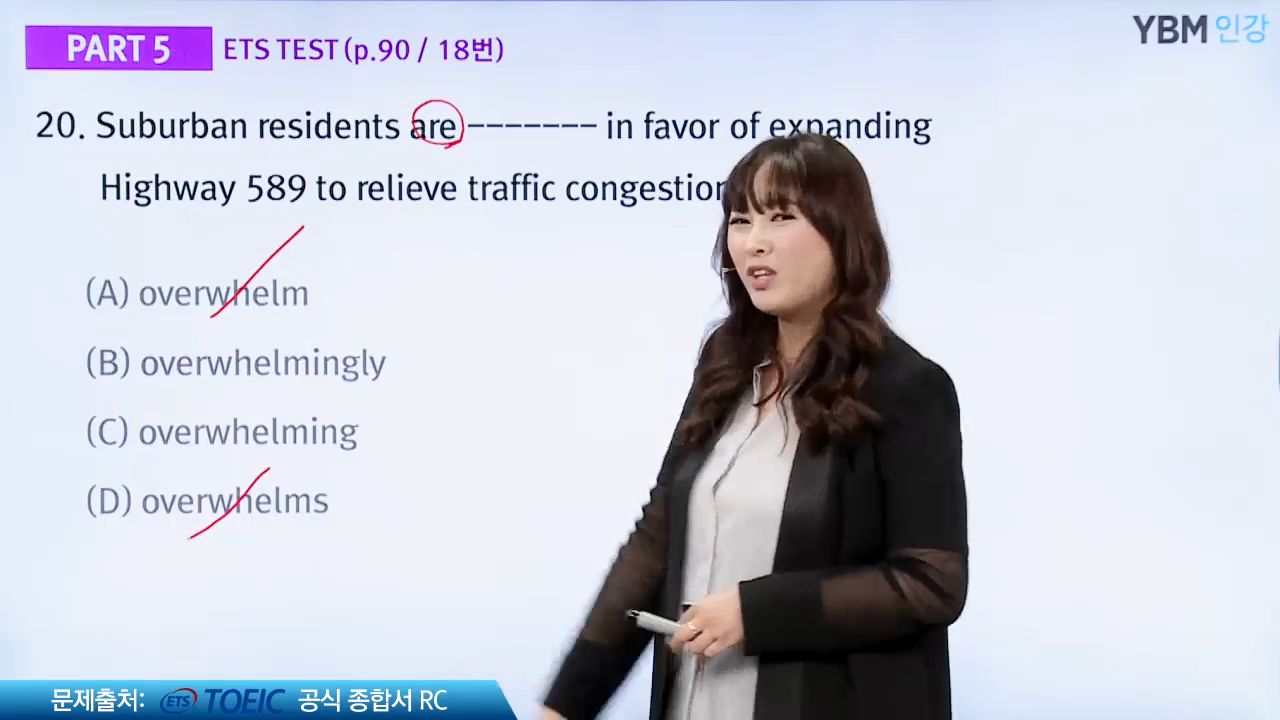 PART 5 ETS TEST (p.90 / 18번)
YBM 인강
20. Suburban residents are ------- in favor of expanding
Highway 589 to relieve traffic congestion
(A) overwhelm
(B) overwhelmingly
(C) overwhelming
(D) overwhelms
문제출처: ETS TOEIC 공식 종합서 RC